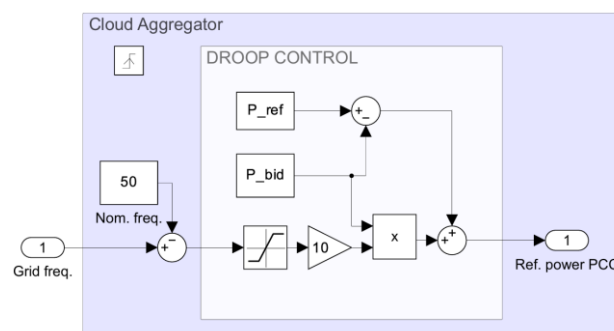 Cloud Aggregator
DROOP CONTROL
P_ref
P_bid
50
Nom. freq.
1
Grid freq.
10
x
1
Ref. power PCC